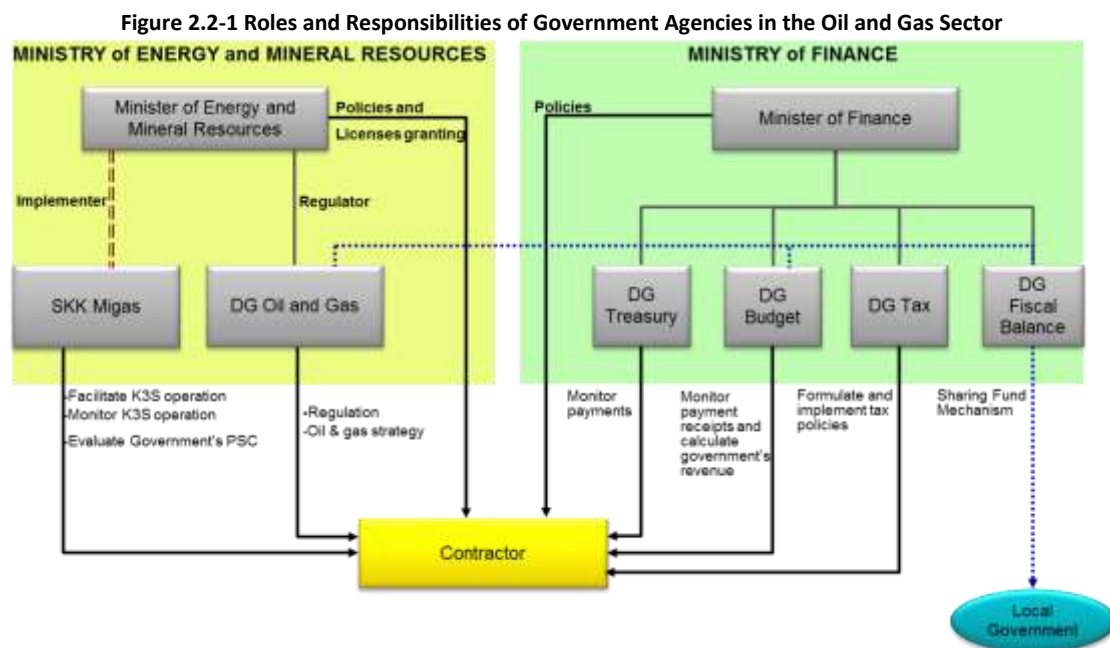 Figure 2.2-1 Roles and Responsibilities of Government Agencies in the Oil and Gas Sector
MINISTRY of ENERGY and MINERAL RESOURCES
MINISTRY of FINANCE
Minister of Energy and
Mineral Resources
Policies and
Licenses granting
Policies
Minister of Finance
Implementer
Regulator
SKK Migas
DG Oil and Gas
DG
Treasury
DG
Budget
DG Tax
DG
Fiscal
Balance
-Facilitate K3S operation
-Monitor K3S operation
-Evaluate Government's PSC
-Regulation
-Oil & gas strategy
Monitor
payments
Monitor
payment
receipts and
calculate
government's
revenue
Formulate and
implement tax
policies
Sharing Fund
Mechanism
Contractor
Local
Government